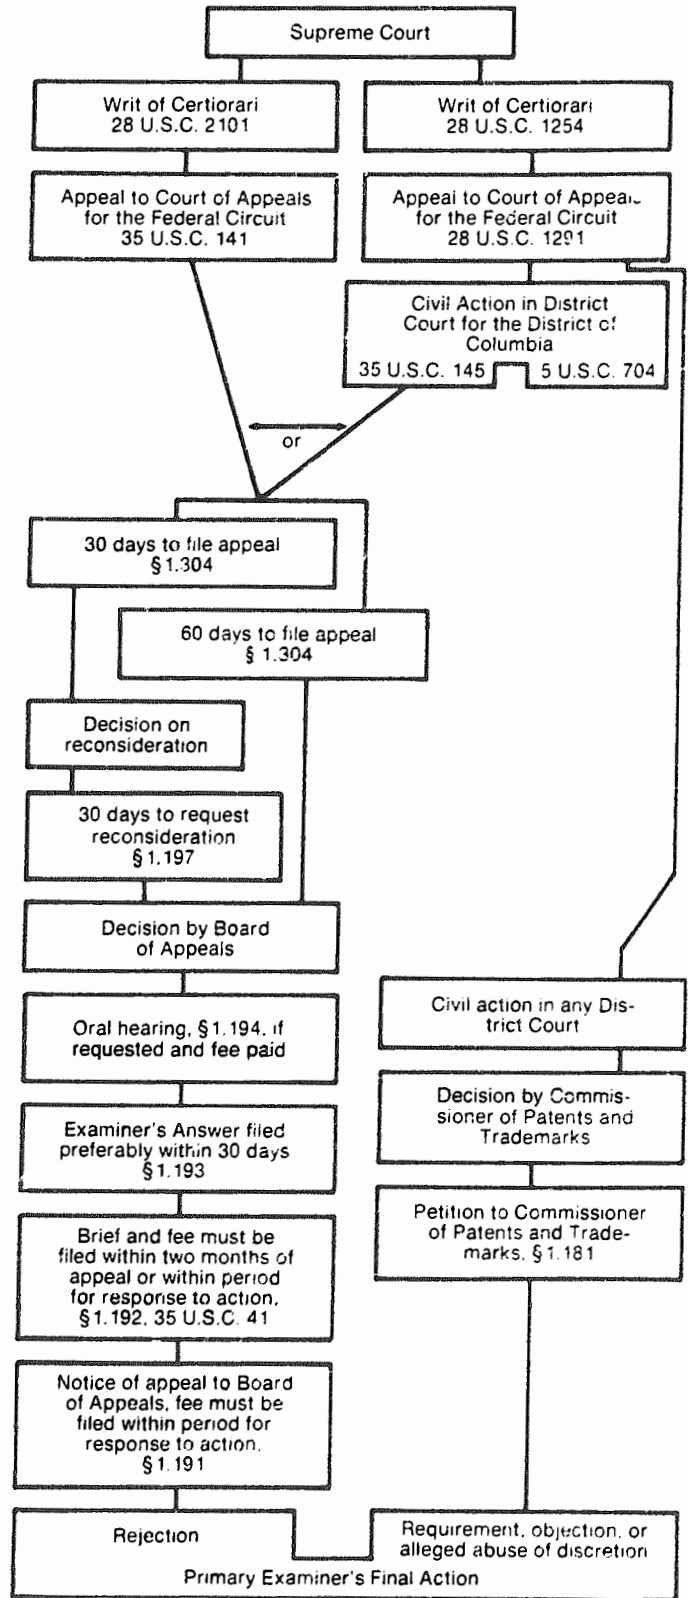 Supreme Court
Writ of Certiorari
28 U.S.C. 2101
Writ of Certiorari
28 U.S.C. 1254
Appeal to Court of Appeals
for the Federal Circuit
35 U.S.C. 141
Appeal to Court of Appeals
for the Federal Circuit
28 U.S.C. 1291
Civil Action in District
Court for the District of
Columbia
35 U.S.C. 145 5 U.S.C. 704
or
30 days to file appeal
§ 1.304
60 days to file appeal
§ 1.304
Decision on
reconsideration
30 days to request
reconsideration
§ 1.197
Decision by Board
of Appeals
Oral hearing, § 1.194, if
requested and fee paid
Examiner's Answer filed
preferably within 30 days
§ 1.193
Brief and fee must be
filed within two months of
appeal or within period
for response to action,
§ 1.192, 35 U.S.C. 41
Notice of appeal to Board
of Appeals, fee must be
filed within period for
response to action,
§ 1.191
Civil action in any Dis-
trict Court
Decision by Commis-
sioner of Patents and
Trademarks
Petition to Commissioner
of Patents and Trade-
marks, § 1.181
Rejection
Requirement, objection, or
alleged abuse of discretion
Primary Examiner's Final Action